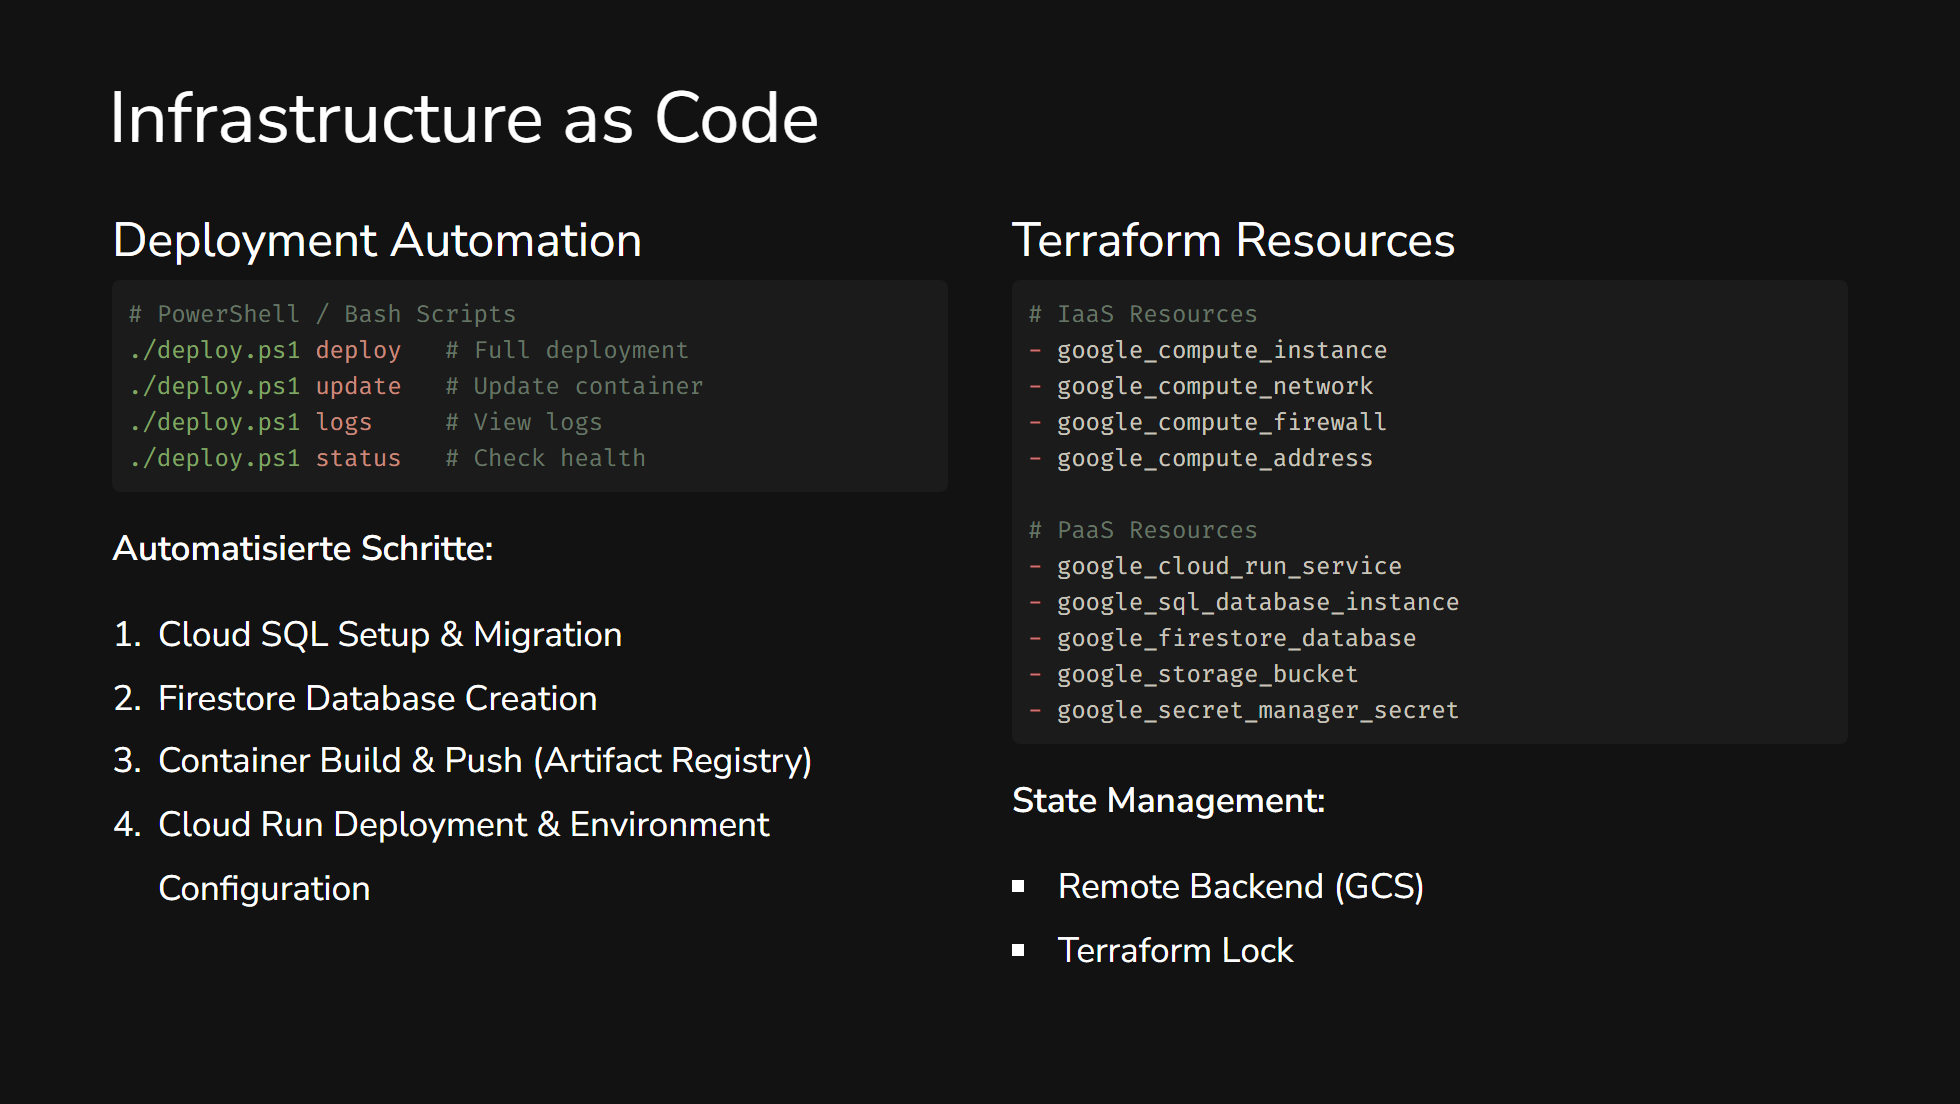 Infrastructure as Code
Deployment Automation
# PowerShell / Bash Scripts
./deploy.ps1 deploy   # Full deployment
./deploy.ps1 update   # Update container
./deploy.ps1 logs     # View logs
./deploy.ps1 status   # Check health
Automatisierte Schritte:
1. Cloud SQL Setup & Migration
2. Firestore Database Creation
3. Container Build & Push (Artifact Registry)
4. Cloud Run Deployment & Environment
Configuration
Terraform Resources
# IaaS Resources
- google_compute_instance
- google_compute_network
- google_compute_firewall
- google_compute_address
# PaaS Resources
- google_cloud_run_service
- google_sql_database_instance
- google_firestore_database
- google_storage_bucket
- google_secret_manager_secret
State Management:
▪ Remote Backend (GCS)
▪ Terraform Lock